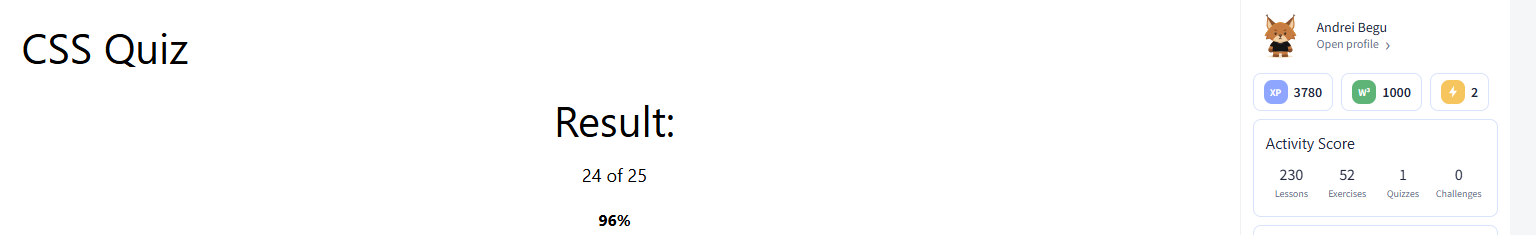 CSS Quiz
Result:
24 of 25
96%
Andrei Begu
Open profile ›
XP 3780
W³ 1000
2
Activity Score
230 52 1 0
Lessons Exercises Quizzes Challenges